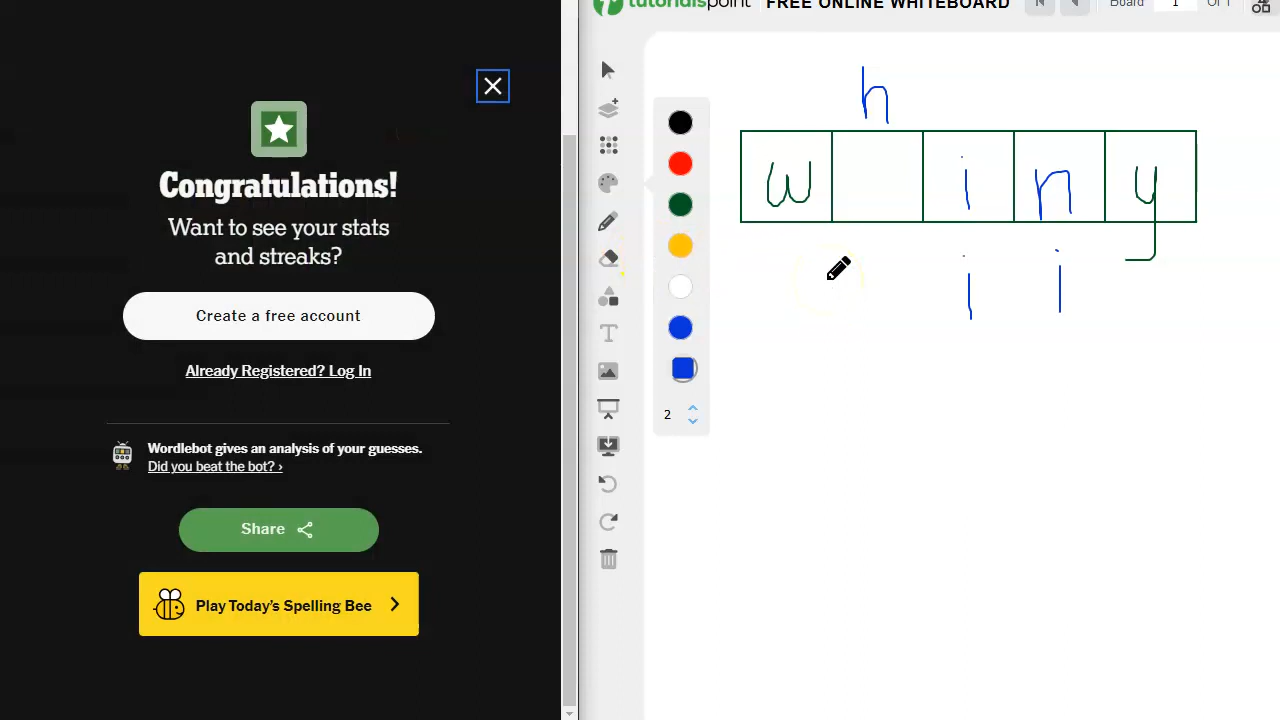 Congratulations!
Want to see your stats
and streaks?
Create a free account
Already Registered? Log In
Wordlebot gives an analysis of your guesses.
Did you beat the bot? ›
Share
Play Today's Spelling Bee
tutorialspoint FREE ONLINE WHITEBOARD Board 1 Of 1
h
w i n y
i i
T
2